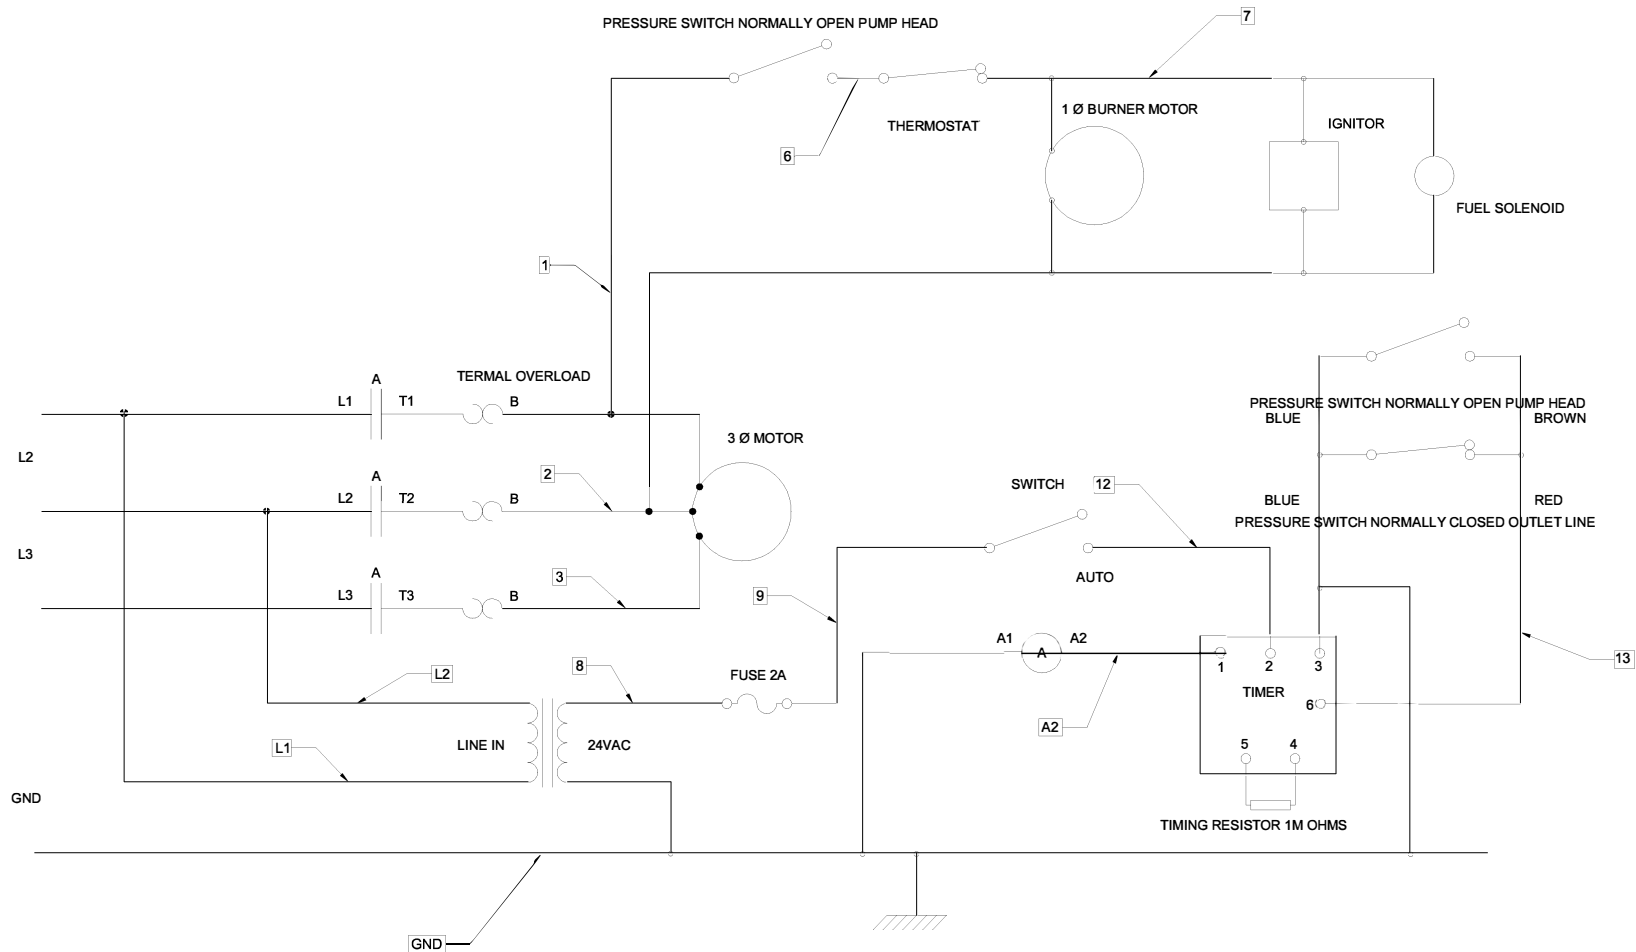 PRESSURE SWITCH NORMALLY OPEN PUMP HEAD
7
1 Ø BURNER MOTOR
THERMOSTAT
IGNITOR
6
FUEL SOLENOID
1
A
TERMAL OVERLOAD
L1
T1
B
PRESSURE SWITCH NORMALLY OPEN PUMP HEAD
BLUE
BROWN
3 Ø MOTOR
L2
2
A
SWITCH
12
L2
T2
B
BLUE
RED
PRESSURE SWITCH NORMALLY CLOSED OUTLET LINE
L3
A
3
AUTO
L3
T3
B
9
A1
A
A2
1
2
3
13
L2
8
FUSE 2A
TIMER
6
A2
L1
LINE IN
24VAC
5
4
GND
TIMING RESISTOR 1M OHMS
GND